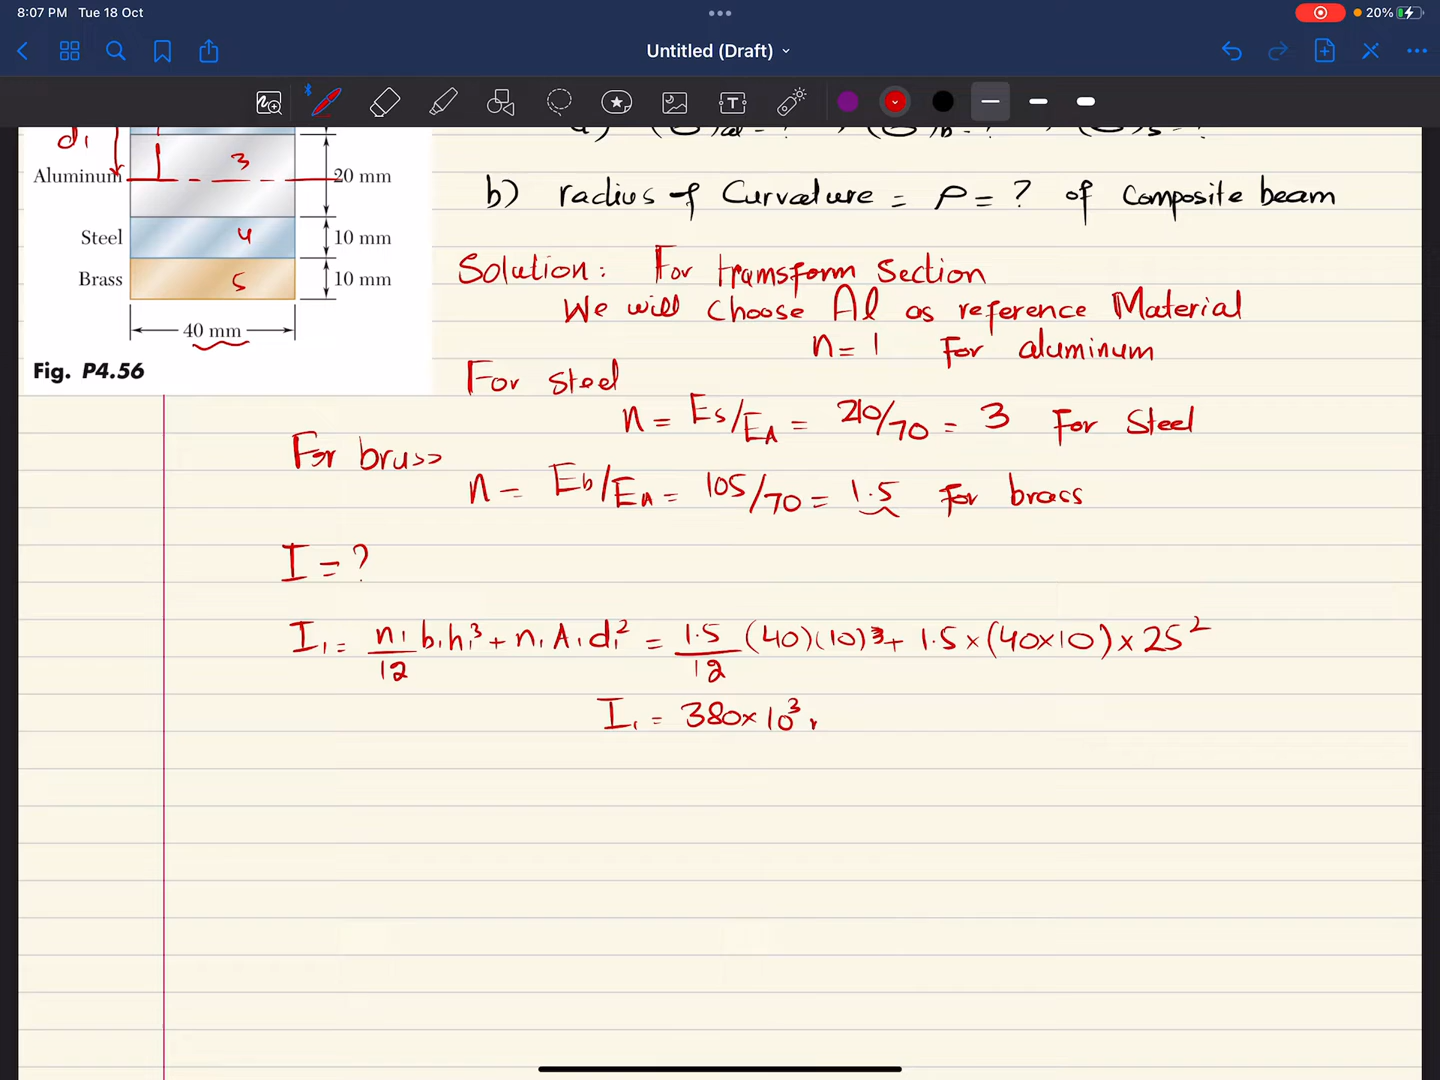 8:07 PM Tue 18 Oct
20%
Untitled (Draft)
d₁
3
Aluminum
20 mm
Steel
4
10 mm
Brass
5
10 mm
40 mm
Fig. P4.56
b) radius of Curvature = ρ = ? of composite beam
Solution: For transform Section
We will choose Al as reference Material
n = 1 For aluminum
For steel
n = Es/EA = 210/70 = 3 For Steel
For brass
n = Eb/EA = 105/70 = 1.5 For brass
I = ?
I₁ = n₁/12 b₁h₁³ + n₁A₁d₁² = 1.5/12 (40)(10)³ + 1.5×(40×10)×25²
I₁ = 380×10³